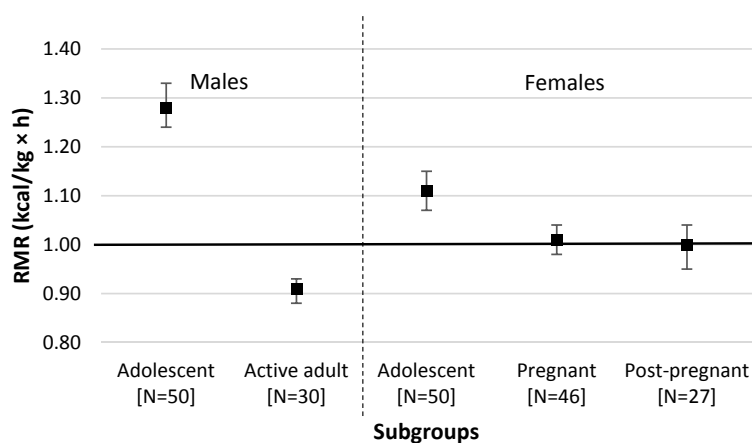 1.40
1.30
1.20
1.10
1.00
0.90
0.80
RMR (kcal/kg × h)
Males
Females
Adolescent
[N=50]
Active adult
[N=30]
Adolescent
[N=50]
Pregnant
[N=46]
Post-pregnant
[N=27]
Subgroups